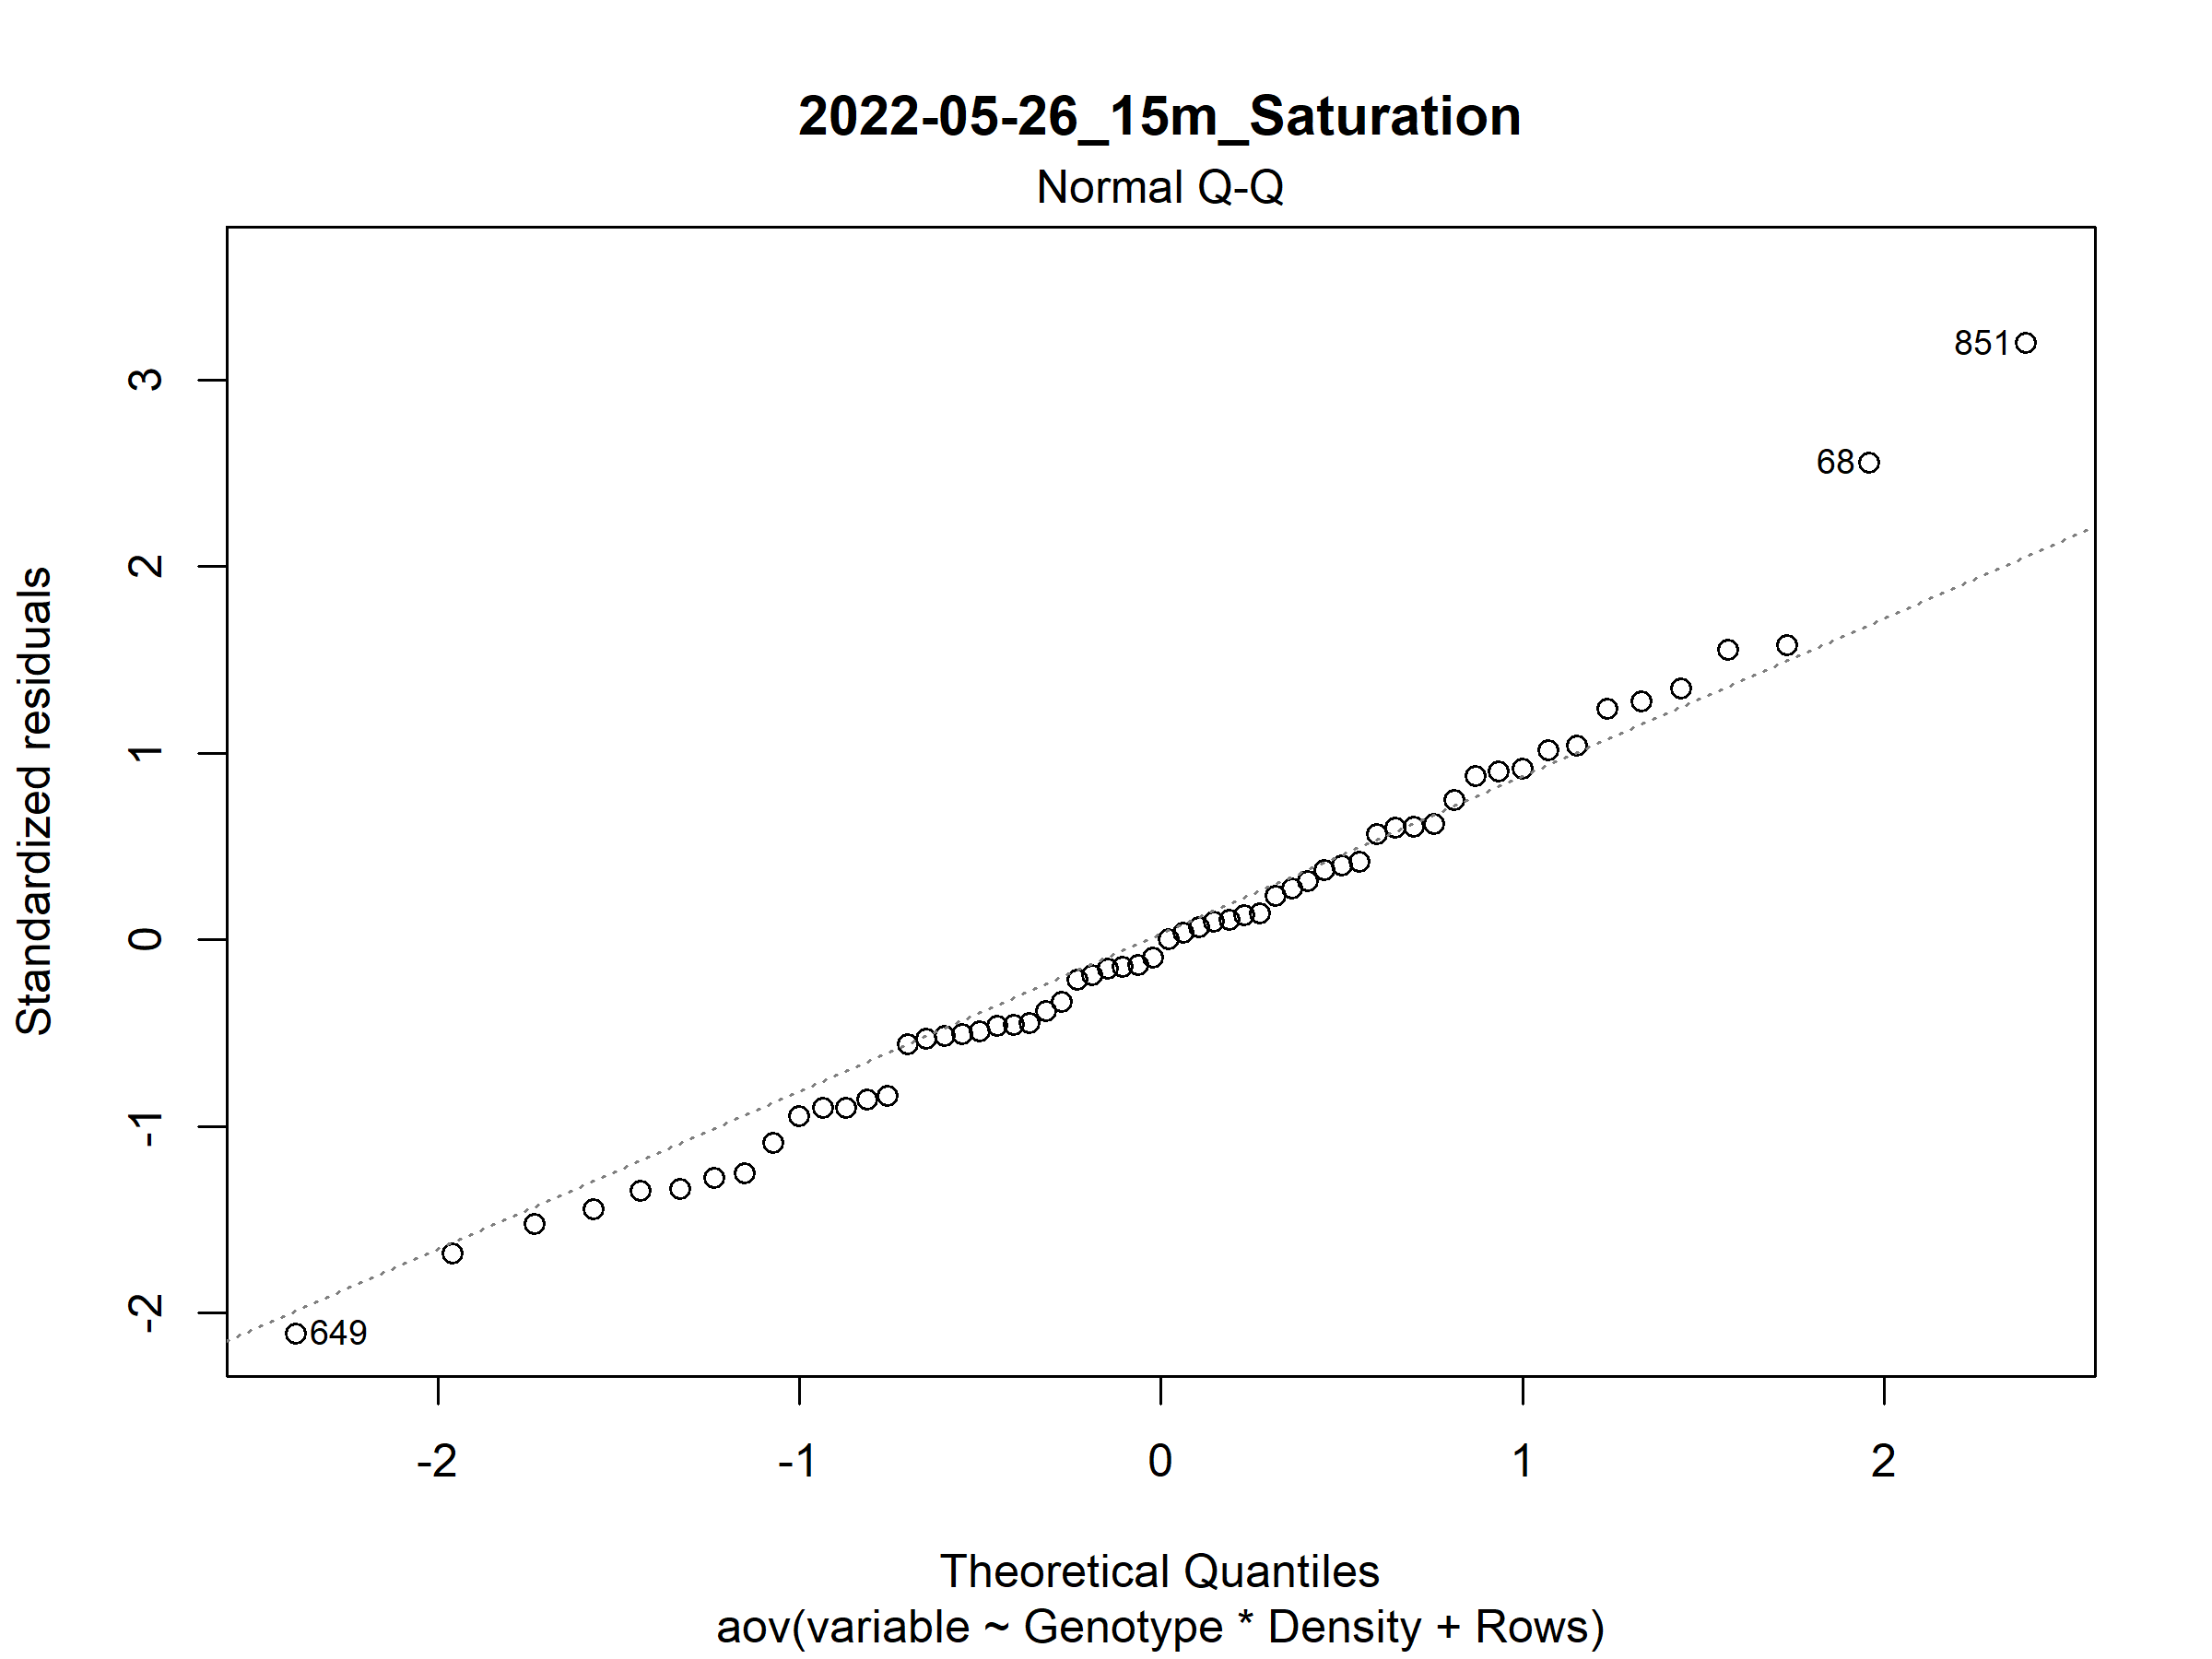 2022-05-26_15m_Saturation
Normal Q-Q
Standardized residuals
3
2
1
0
-1
-2
851
68
649
-2 -1 0 1 2
Theoretical Quantiles
aov(variable ~ Genotype * Density + Rows)